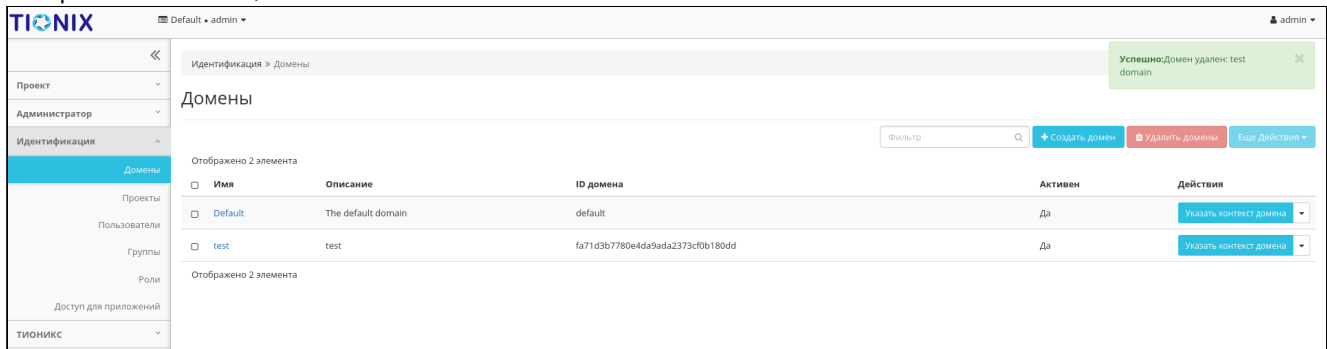 TIONIX
Default • admin
admin
Идентификация » Домены
Успешно:Домен удален: test
domain
Проект
Администратор
Идентификация
Домены
Проекты
Пользователи
Группы
Роли
Доступ для приложений
ТИОНИКС
Домены
Фильтр
+ Создать домен
Удалить домены
Еще Действия
Отображено 2 элемента
Имя Описание ID домена Активен Действия
Default The default domain default Да Указать контекст домена
test test fa71d3b7780e4da9ada2373cf0b180dd Да Указать контекст домена
Отображено 2 элемента